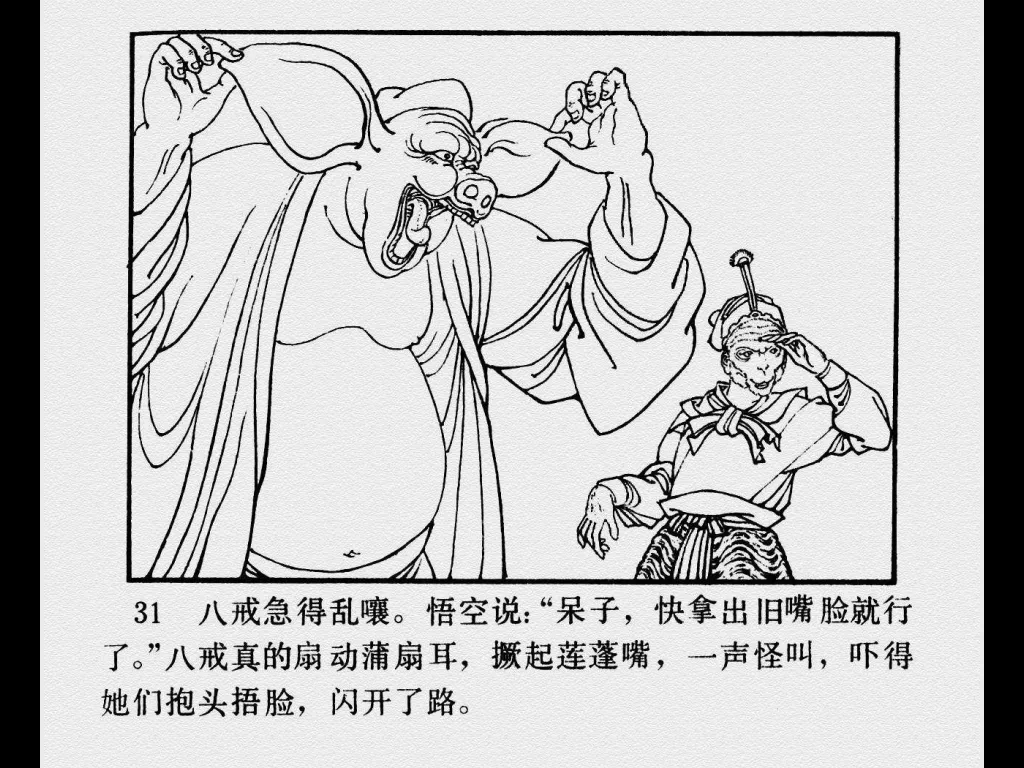 31 八戒急得乱嚷。悟空说:“呆子，快拿出旧嘴脸就行
了。”八戒真的扇动蒲扇耳，撅起莲蓬嘴，一声怪叫，吓得
她们抱头捂脸，闪开了路。